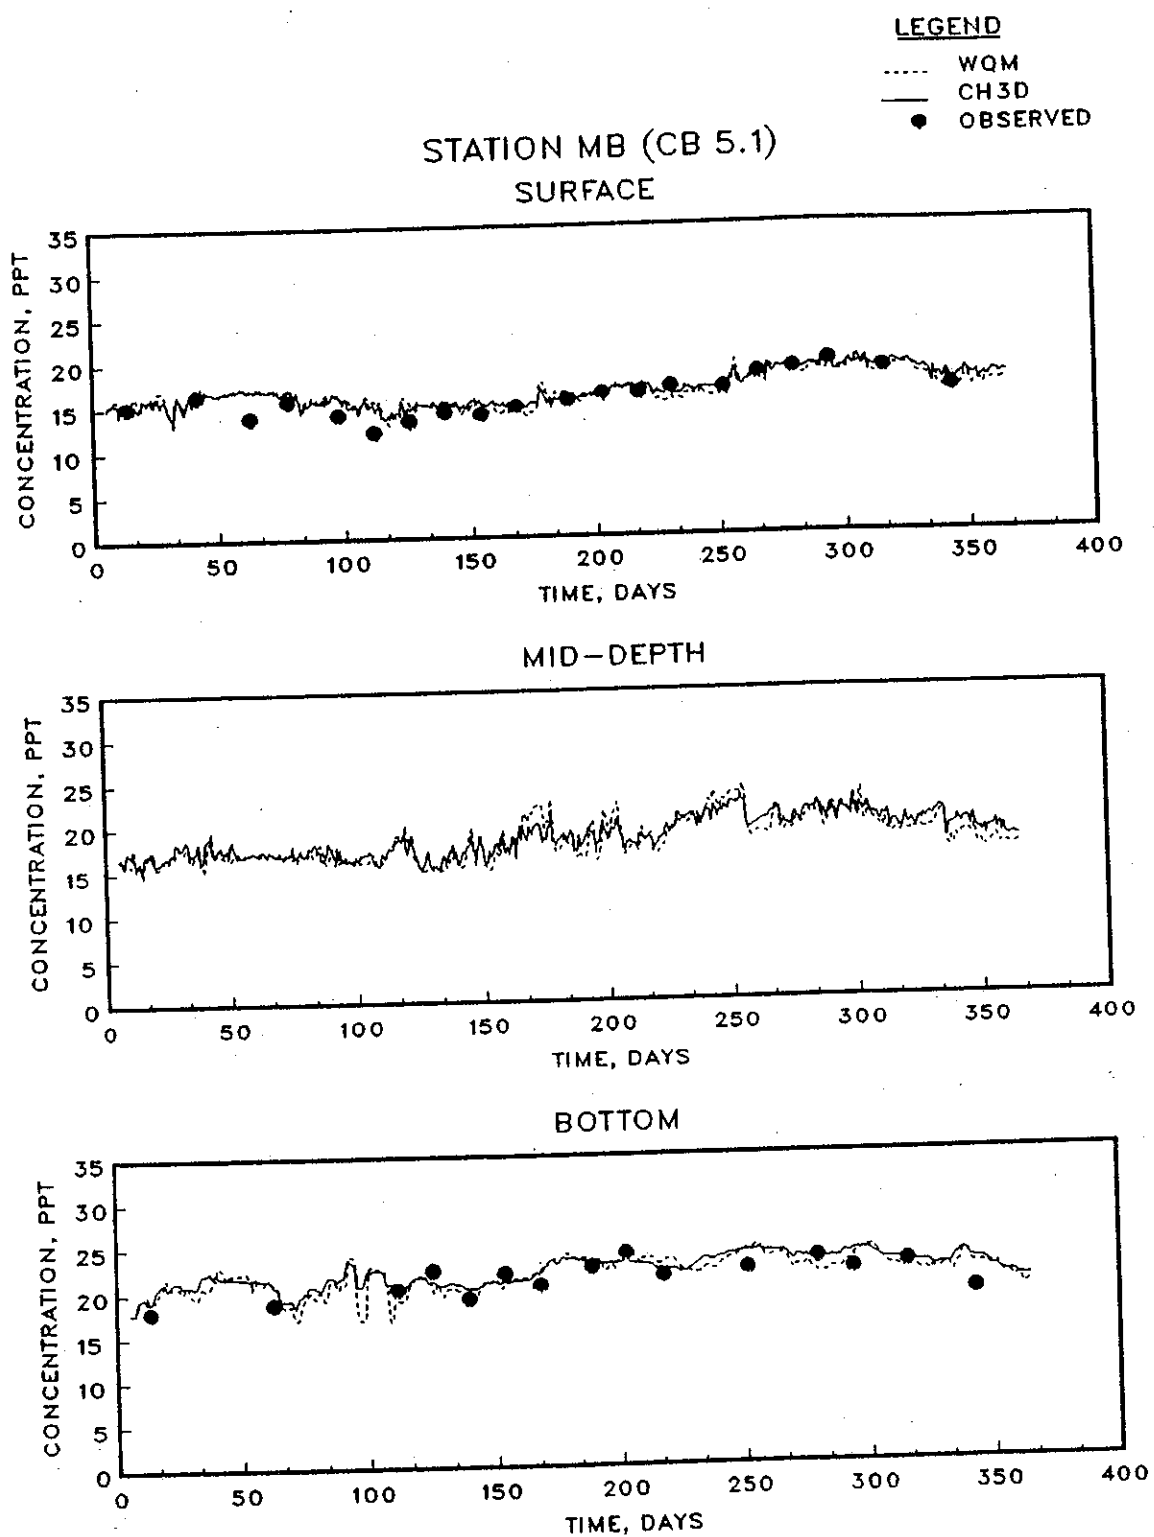 LEGEND
WQM
CH3D
OBSERVED
STATION MB (CB 5.1)
SURFACE
CONCENTRATION, PPT
35
30
25
20
15
10
5
0
0 50 100 150 200 250 300 350 400
TIME, DAYS
MID-DEPTH
CONCENTRATION, PPT
35
30
25
20
15
10
5
0
0 50 100 150 200 250 300 350 400
TIME, DAYS
BOTTOM
CONCENTRATION, PPT
35
30
25
20
15
10
5
0
0 50 100 150 200 250 300 350 400
TIME, DAYS